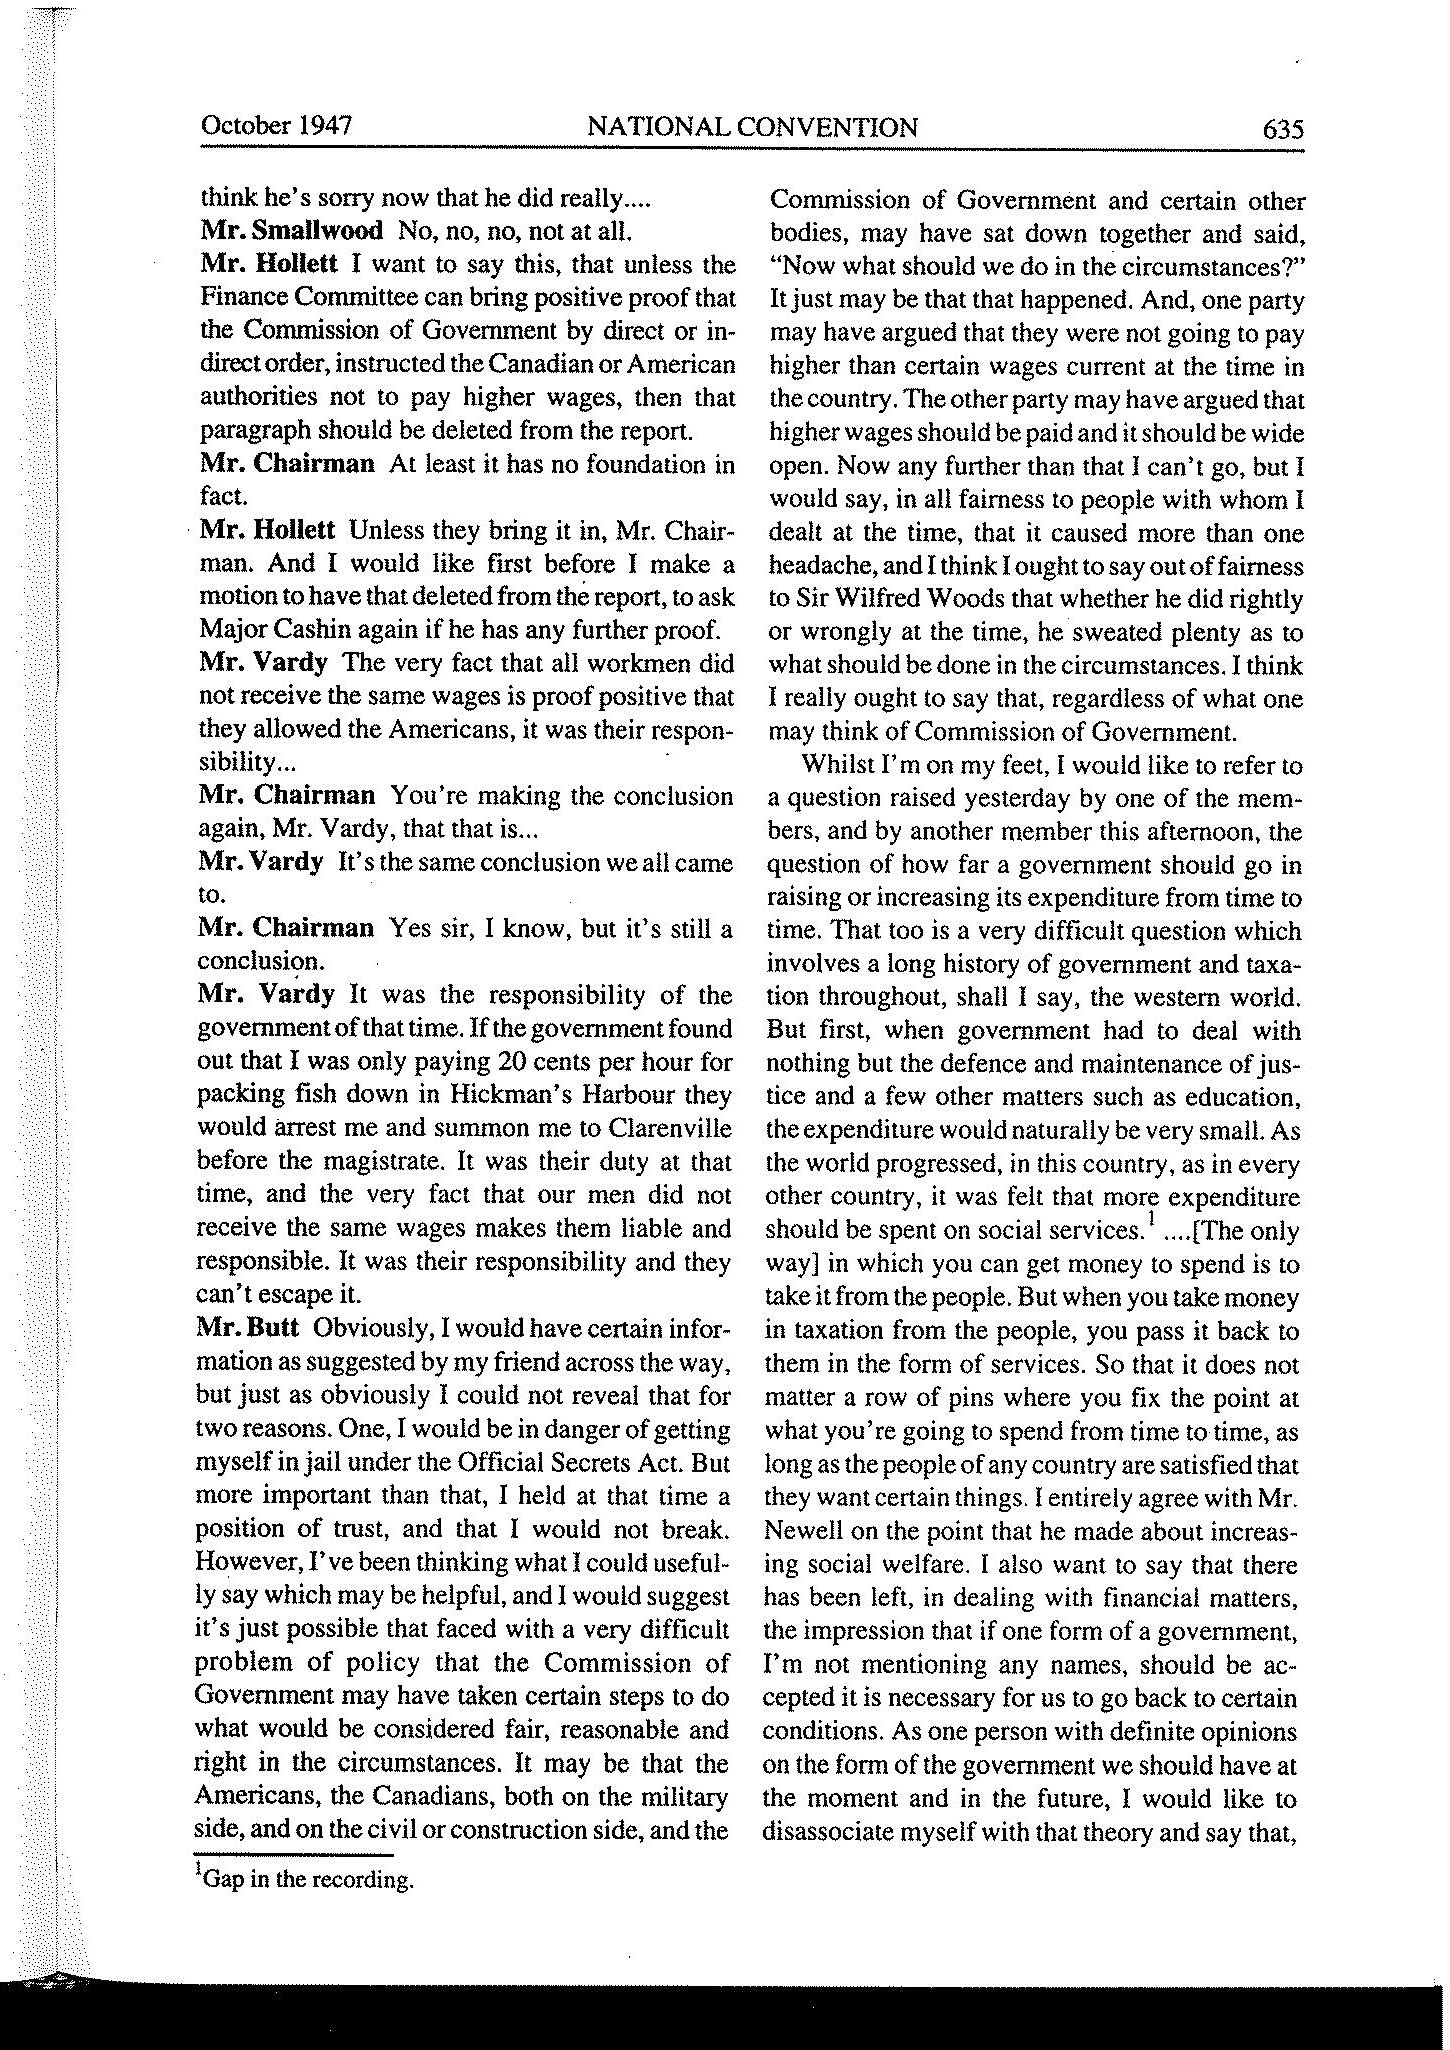 October 1947
NATIONAL CONVENTION
635
think he's sorry now that he did really....
Mr. Smallwood No, no, no, not at all.
Mr. Hollett I want to say this, that unless the
Finance Committee can bring positive proof that
the Commission of Government by direct or in-
direct order, instructed the Canadian or American
authorities not to pay higher wages, then that
paragraph should be deleted from the report.
Mr. Chairman At least it has no foundation in
fact.
Mr. Hollett Unless they bring it in, Mr. Chair-
man. And I would like first before I make a
motion to have that deleted from the report, to ask
Major Cashin again if he has any further proof.
Mr. Vardy The very fact that all workmen did
not receive the same wages is proof positive that
they allowed the Americans, it was their respon-
sibility...
Mr. Chairman You're making the conclusion
again, Mr. Vardy, that that is...
Mr. Vardy It's the same conclusion we all came
to.
Mr. Chairman Yes sir, I know, but it's still a
conclusion.
Mr. Vardy It was the responsibility of the
government of that time. If the government found
out that I was only paying 20 cents per hour for
packing fish down in Hickman's Harbour they
would arrest me and summon me to Clarenville
before the magistrate. It was their duty at that
time, and the very fact that our men did not
receive the same wages makes them liable and
responsible. It was their responsibility and they
can't escape it.
Mr. Butt Obviously, I would have certain infor-
mation as suggested by my friend across the way,
but just as obviously I could not reveal that for
two reasons. One, I would be in danger of getting
myself in jail under the Official Secrets Act. But
more important than that, I held at that time a
position of trust, and that I would not break.
However, I've been thinking what I could useful-
ly say which may be helpful, and I would suggest
it's just possible that faced with a very difficult
problem of policy that the Commission of
Government may have taken certain steps to do
what would be considered fair, reasonable and
right in the circumstances. It may be that the
Americans, the Canadians, both on the military
side, and on the civil or construction side, and the
Commission of Government and certain other
bodies, may have sat down together and said,
“Now what should we do in the circumstances?”
It just may be that that happened. And, one party
may have argued that they were not going to pay
higher than certain wages current at the time in
the country. The other party may have argued that
higher wages should be paid and it should be wide
open. Now any further than that I can't go, but I
would say, in all fairness to people with whom I
dealt at the time, that it caused more than one
headache, and I think I ought to say out of fairness
to Sir Wilfred Woods that whether he did rightly
or wrongly at the time, he sweated plenty as to
what should be done in the circumstances. I think
I really ought to say that, regardless of what one
may think of Commission of Government.
Whilst I'm on my feet, I would like to refer to
a question raised yesterday by one of the mem-
bers, and by another member this afternoon, the
question of how far a government should go in
raising or increasing its expenditure from time to
time. That too is a very difficult question which
involves a long history of government and taxa-
tion throughout, shall I say, the western world.
But first, when government had to deal with
nothing but the defence and maintenance of jus-
tice and a few other matters such as education,
the expenditure would naturally be very small. As
the world progressed, in this country, as in every
other country, it was felt that more expenditure
should be spent on social services.1 ....[The only
way] in which you can get money to spend is to
take it from the people. But when you take money
in taxation from the people, you pass it back to
them in the form of services. So that it does not
matter a row of pins where you fix the point at
what you're going to spend from time to time, as
long as the people of any country are satisfied that
they want certain things. I entirely agree with Mr.
Newell on the point that he made about increas-
ing social welfare. I also want to say that there
has been left, in dealing with financial matters,
the impression that if one form of a government,
I'm not mentioning any names, should be ac-
cepted it is necessary for us to go back to certain
conditions. As one person with definite opinions
on the form of the government we should have at
the moment and in the future, I would like to
disassociate myself with that theory and say that,
1Gap in the recording.